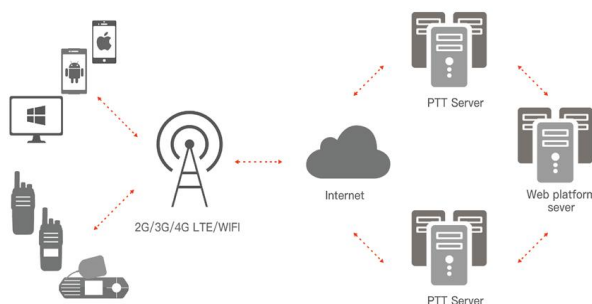 PTT Server
Web platform
sever
Internet
2G/3G/4G LTE/WIFI
PTT Server